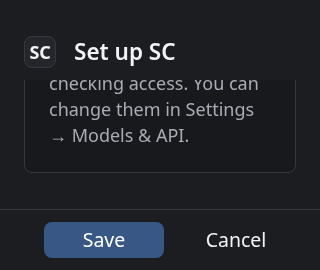 SC Set up SC
checking access. You can
change them in Settings
→ Models & API.
Save Cancel